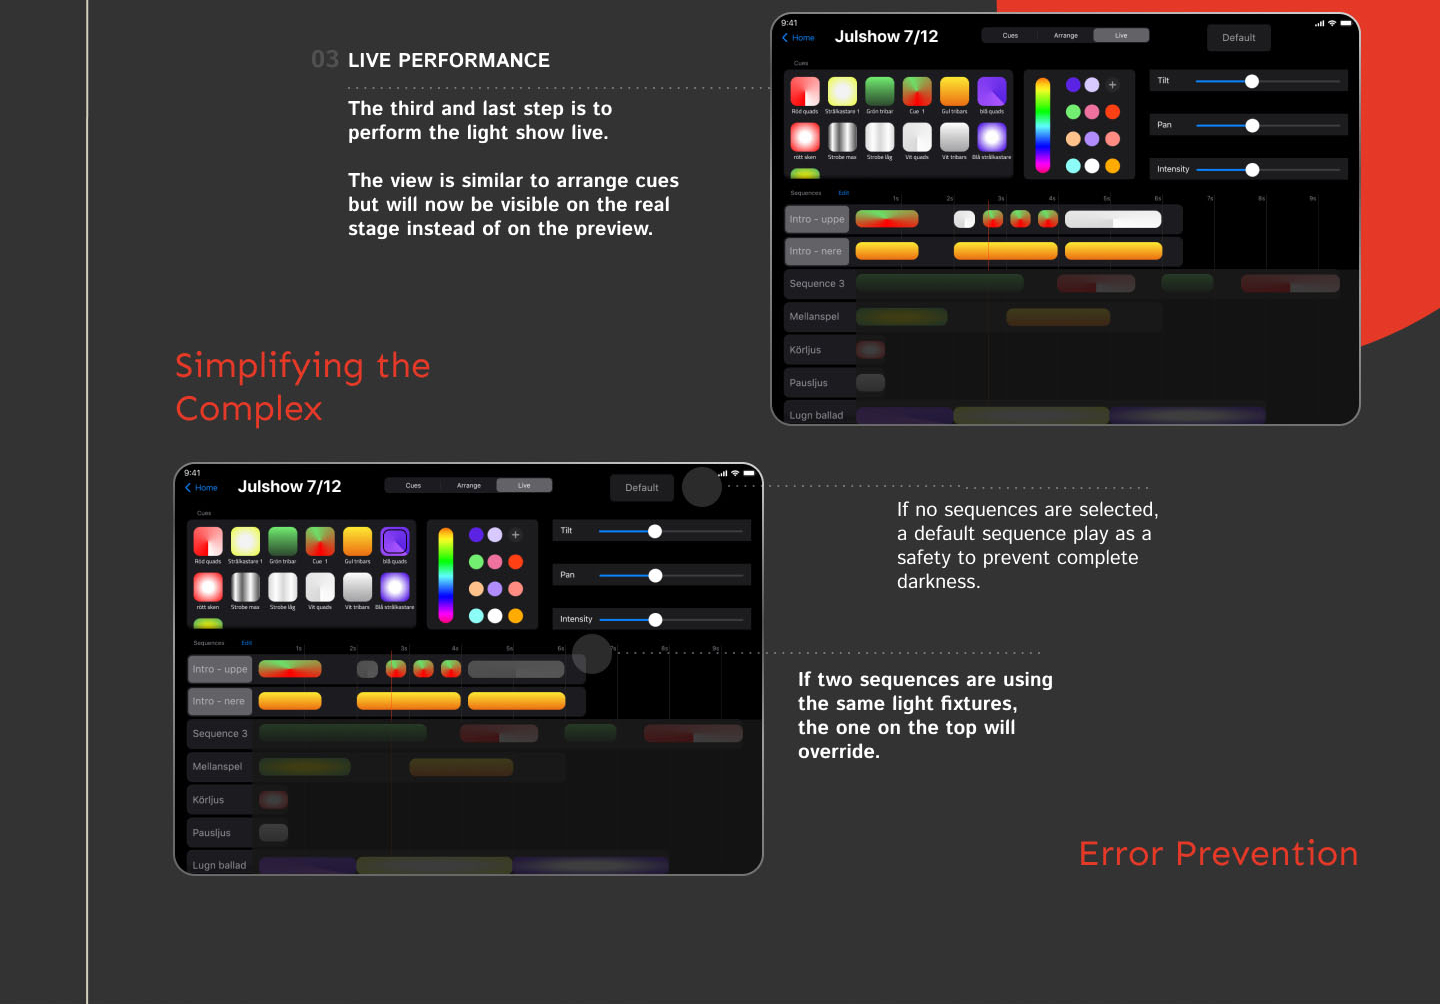 03 LIVE PERFORMANCE
The third and last step is to
perform the light show live.
The view is similar to arrange cues
but will now be visible on the real
stage instead of on the preview.
9:41
Home
Julshow 7/12
Cues Arrange Live
Default
Cues
Röd quads Strålkastare 1 Grön tribar Cue 1 Gul tribars blå quads
rött sken Strobe max Strobe låg Vit quads Vit tribars Blå strålkastare
Tilt
Pan
Intensity
Sequences Edit
1s 2s 3s 4s 5s 6s 7s 8s 9s
Intro - uppe
Intro - nere
Sequence 3
Mellanspel
Körljus
Pausljus
Lugn ballad
Simplifying the
Complex
9:41
Home
Julshow 7/12
Cues Arrange Live
Default
Cues
Röd quads Strålkastare 1 Grön tribar Cue 1 Gul tribars blå quads
rött sken Strobe max Strobe låg Vit quads Vit tribars Blå strålkastare
Tilt
Pan
Intensity
Sequences Edit
1s 2s 3s 4s 5s 6s 7s 8s 9s
Intro - uppe
Intro - nere
Sequence 3
Mellanspel
Körljus
Pausljus
Lugn ballad
If no sequences are selected,
a default sequence play as a
safety to prevent complete
darkness.
If two sequences are using
the same light fixtures,
the one on the top will
override.
Error Prevention